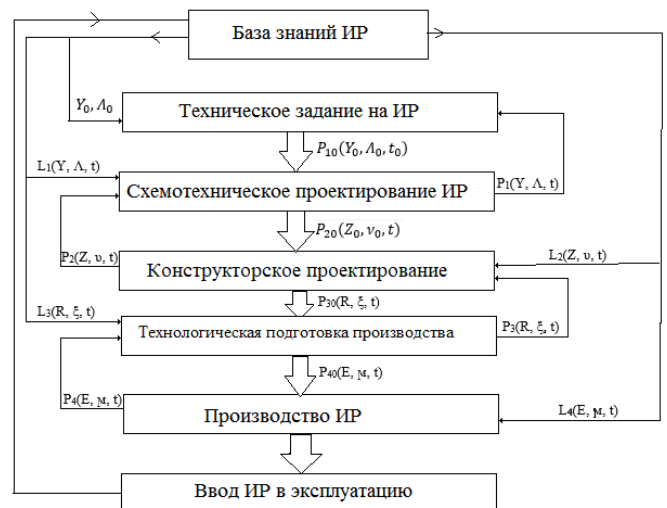 База знаний ИР
Y₀, Λ₀
Техническое задание на ИР
P₁₀(Y₀, Λ₀, t₀)
L₁(Y, Λ, t)
P₁(Y, Λ, t)
Схемотехническое проектирование ИР
P₂₀(Z₀, ν₀, t)
P₂(Z, υ, t)
L₂(Z, υ, t)
Конструкторское проектирование
P₃₀(R, ξ, t)
L₃(R, ξ, t)
P₃(R, ξ, t)
Технологическая подготовка производства
P₄₀(E, м, t)
P₄(E, м, t)
L₄(E, м, t)
Производство ИР
Ввод ИР в эксплуатацию